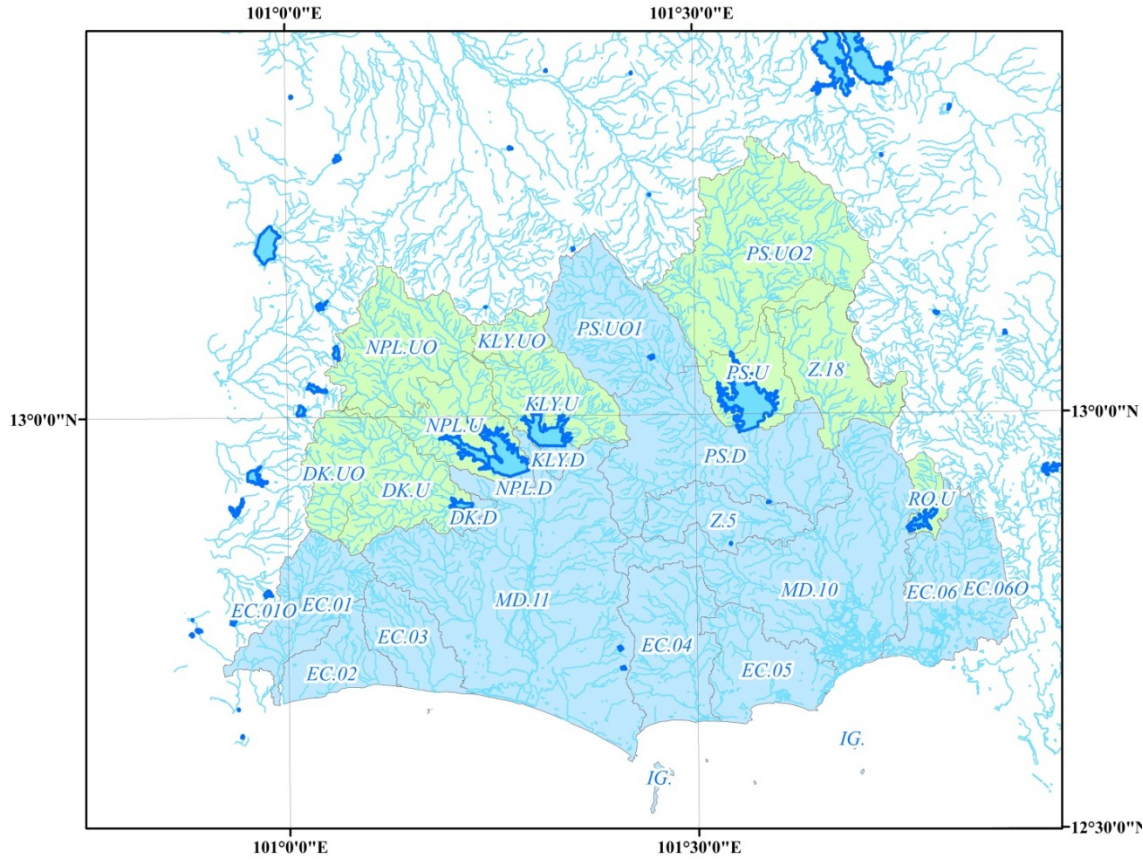 101°0'0"E
101°30'0"E
PS.UO2
PS.UO1
NPL.UO
KLY.UO
PS.U
Z.18
KLY.U
13°0'0"N
13°0'0"N
NPL.U
PS.D
KLY.D
DK.UO
NPL.D
DK.U
RO.U
DK.D
Z.5
EC.01O
EC.01
MD.11
MD.10
EC.06
EC.06O
EC.03
EC.04
EC.02
EC.05
IG.
IG.
12°30'0"N
101°0'0"E
101°30'0"E